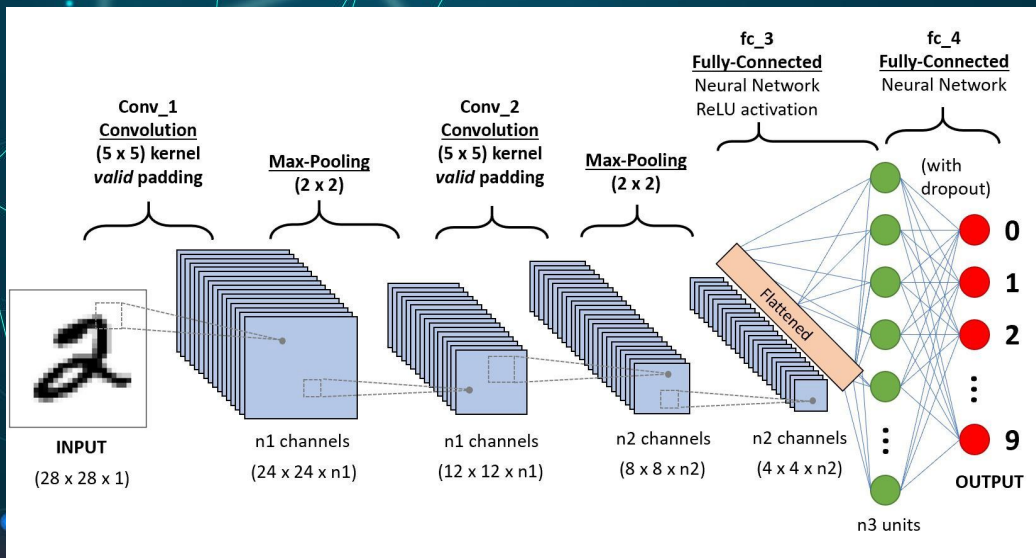 Conv_1
Convolution
(5 x 5) kernel
valid padding
Max-Pooling
(2 x 2)
Conv_2
Convolution
(5 x 5) kernel
valid padding
Max-Pooling
(2 x 2)
fc_3
Fully-Connected
Neural Network
ReLU activation
fc_4
Fully-Connected
Neural Network
(with
dropout)
Flattened
0
1
2
9
OUTPUT
INPUT
(28 x 28 x 1)
n1 channels
(24 x 24 x n1)
n1 channels
(12 x 12 x n1)
n2 channels
(8 x 8 x n2)
n2 channels
(4 x 4 x n2)
n3 units
2